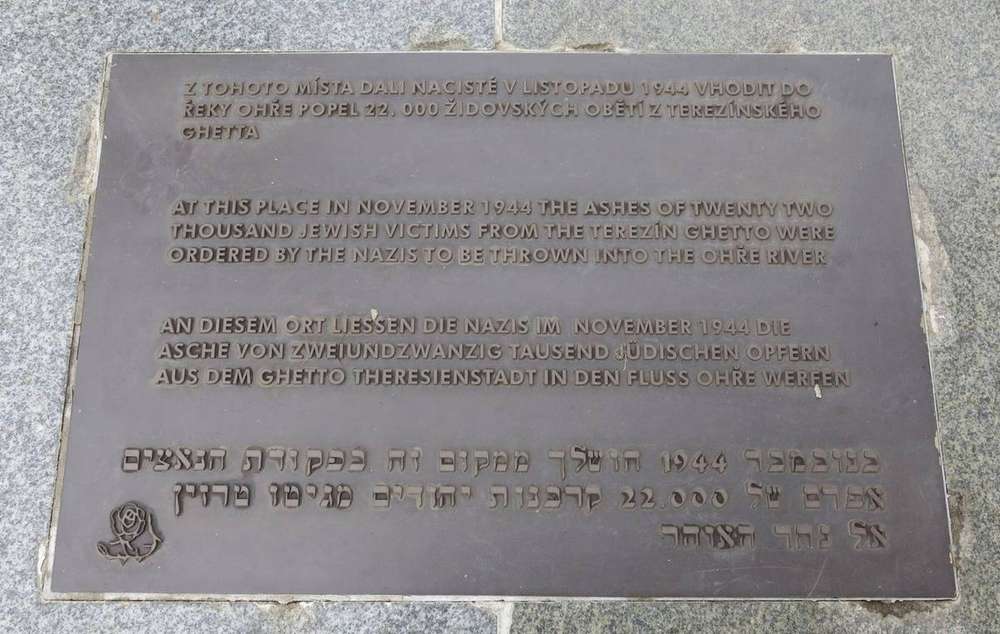 Z TOHOTO MÍSTA DALI NACISTÉ V LISTOPADU 1944 VHODIT DO
ŘEKY OHŘE POPEL 22. 000 ŽIDOVSKÝCH OBĚTÍ Z TEREZÍNSKÉHO
GHETTA
AT THIS PLACE IN NOVEMBER 1944 THE ASHES OF TWENTY TWO
THOUSAND JEWISH VICTIMS FROM THE TEREZÍN GHETTO WERE
ORDERED BY THE NAZIS TO BE THROWN INTO THE OHŘE RIVER
AN DIESEM ORT LIESSEN DIE NAZIS IM NOVEMBER 1944 DIE
ASCHE VON ZWEIUNDZWANZIG TAUSEND JÜDISCHEN OPFERN
AUS DEM GHETTO THERESIENSTADT IN DEN FLUSS OHŘE WERFEN
בנובמבר 1944 הושלך ממקום זה בפקודת הנאצים
אפרם של 22.000 קרבנות יהודים מגיטו טרזין
אל נהר האוהר